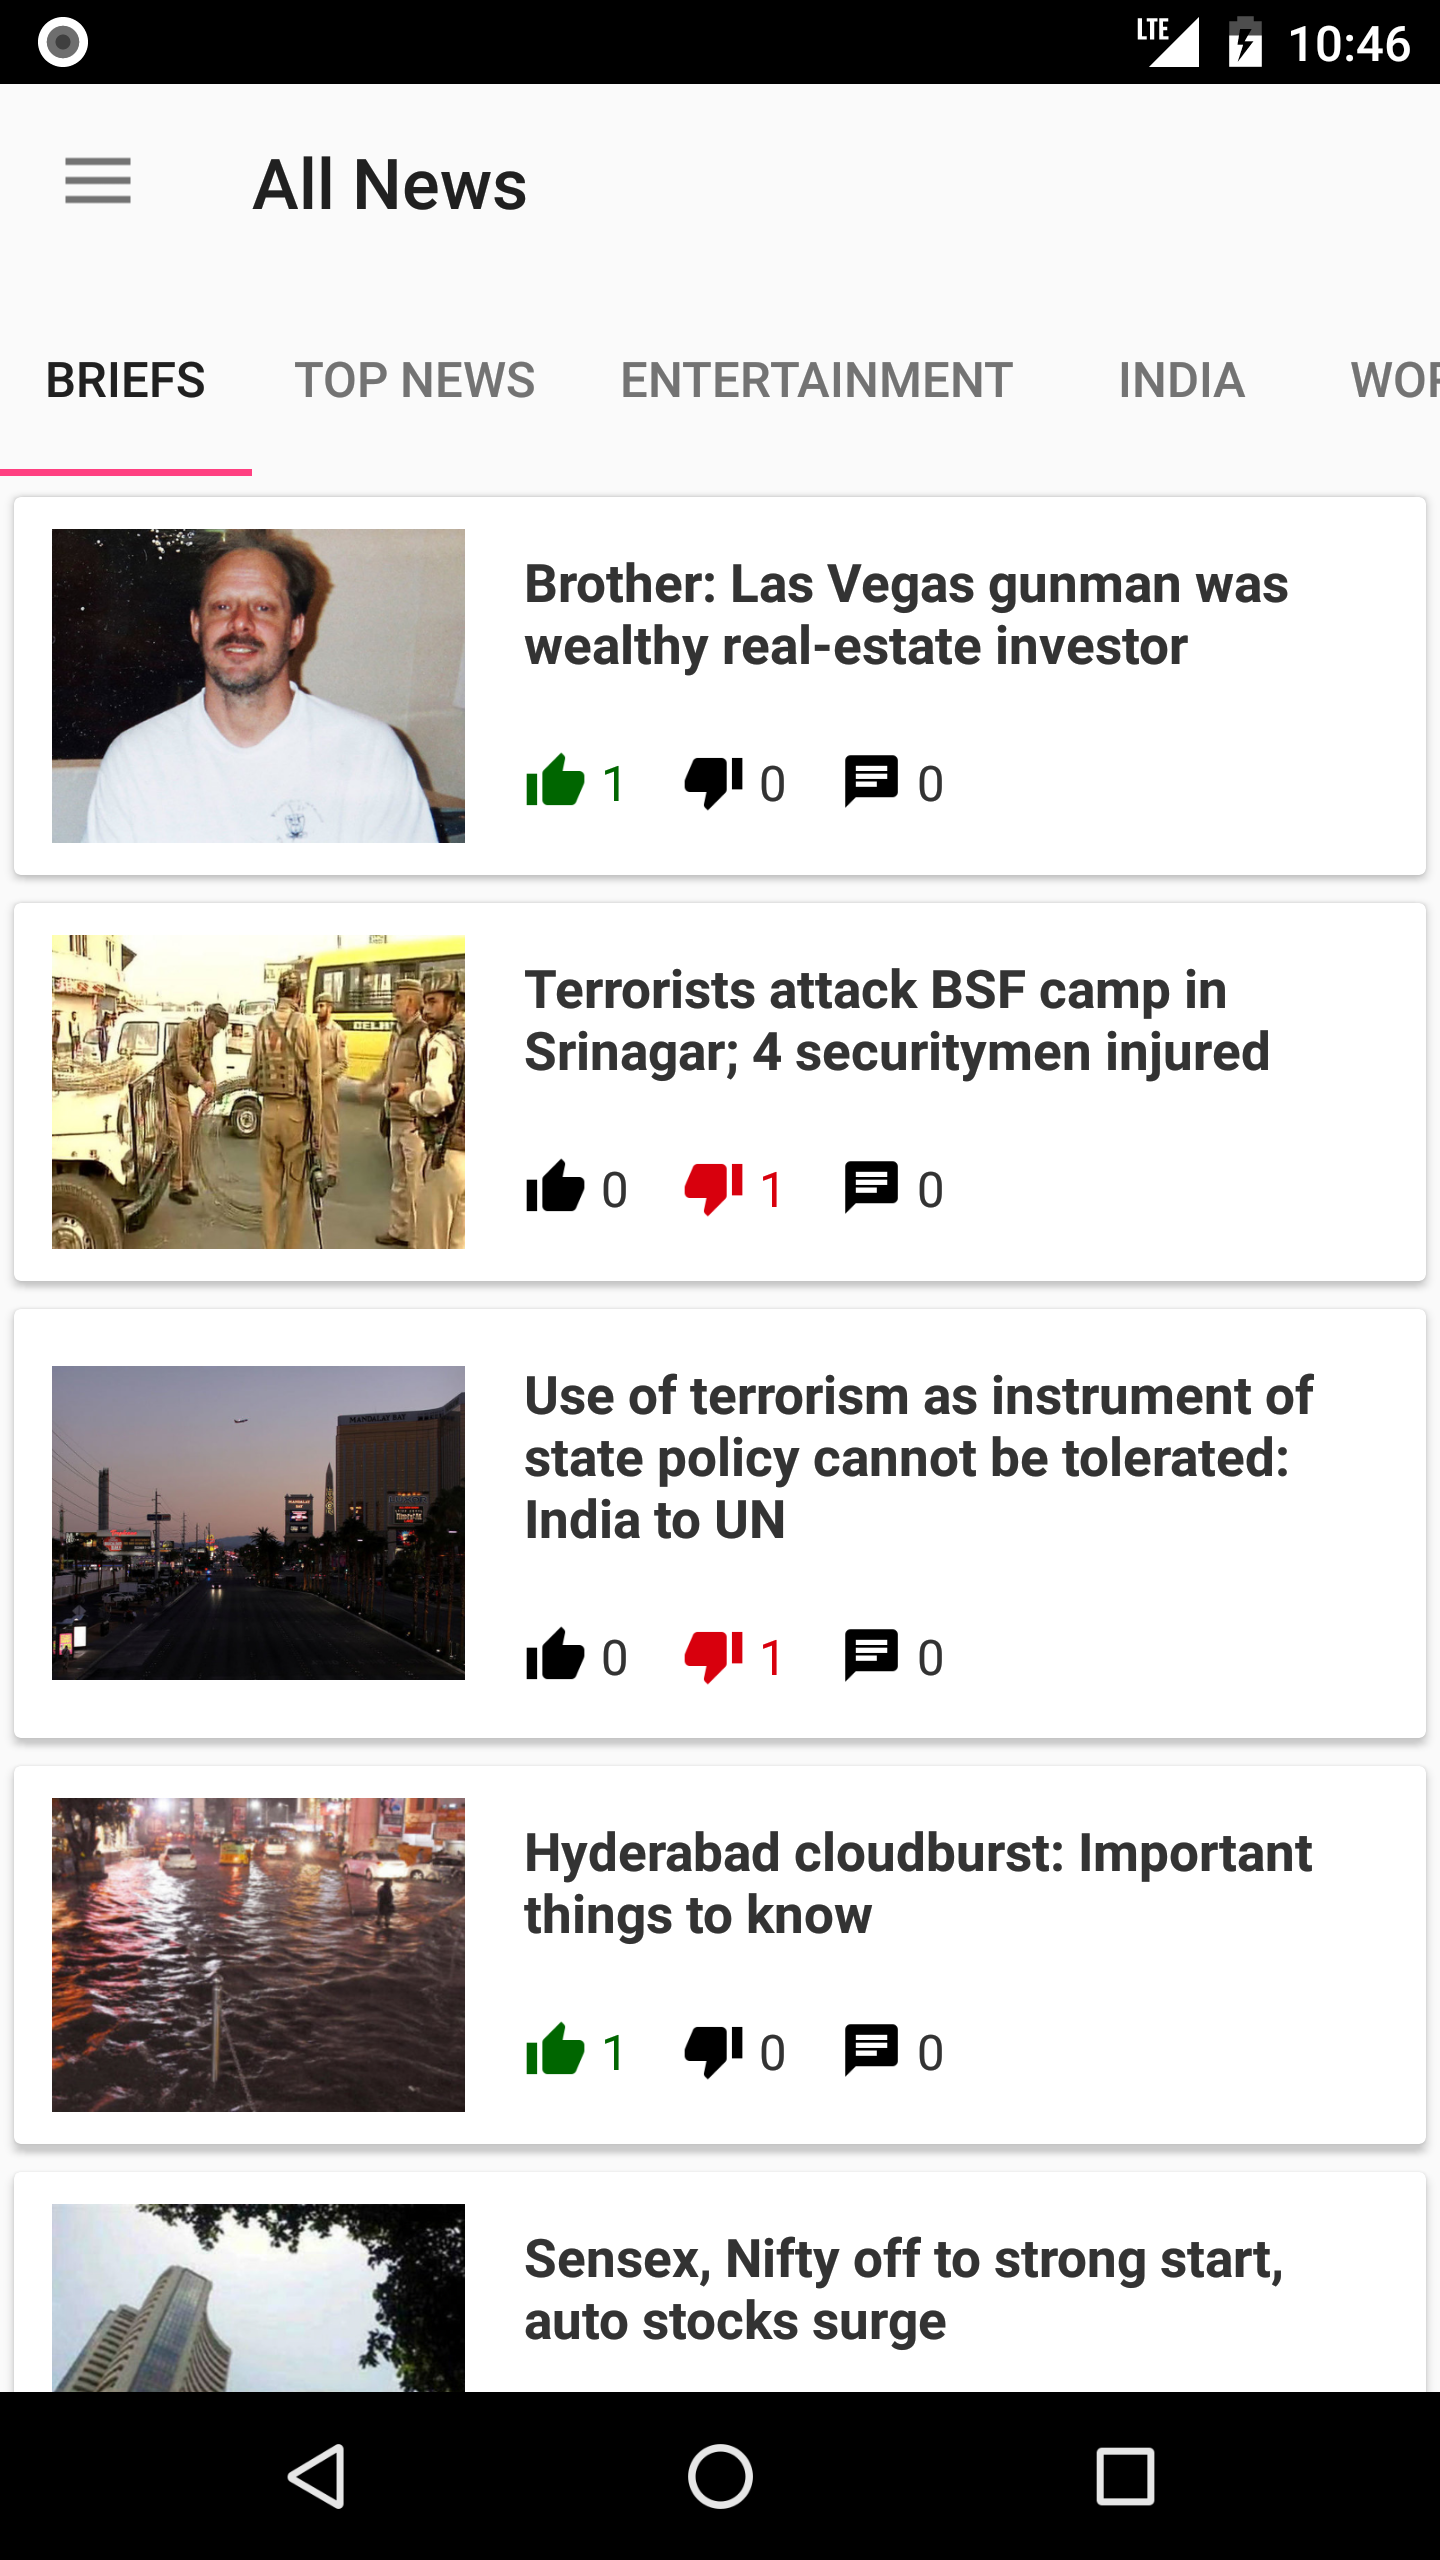 LTE 10:46
All News
BRIEFS TOP NEWS ENTERTAINMENT INDIA WOR
Brother: Las Vegas gunman was
wealthy real-estate investor
1 0 0
DELHI
Terrorists attack BSF camp in
Srinagar; 4 securitymen injured
0 1 0
MANDALAY BAY
Use of terrorism as instrument of
state policy cannot be tolerated:
India to UN
0 1 0
Hyderabad cloudburst: Important
things to know
1 0 0
Sensex, Nifty off to strong start,
auto stocks surge